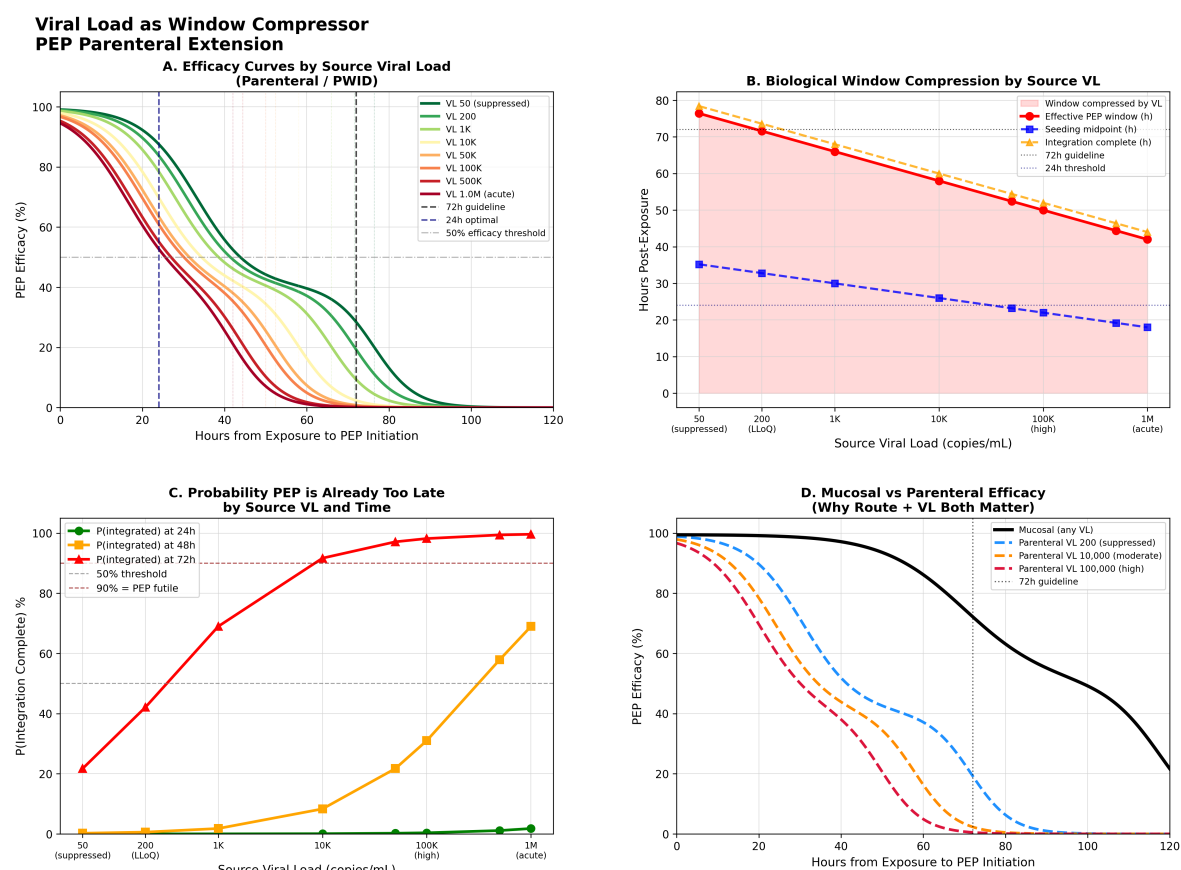 Viral Load as Window Compressor
PEP Parenteral Extension
A. Efficacy Curves by Source Viral Load
(Parenteral / PWID)
100
80
60
40
20
0
PEP Efficacy (%)
VL 50 (suppressed)
VL 200
VL 1K
VL 10K
VL 50K
VL 100K
VL 500K
VL 1.0M (acute)
72h guideline
24h optimal
50% efficacy threshold
0 20 40 60 80 100 120
Hours from Exposure to PEP Initiation
B. Biological Window Compression by Source VL
80
70
60
50
40
30
20
10
0
Hours Post-Exposure
Window compressed by VL
Effective PEP window (h)
Seeding midpoint (h)
Integration complete (h)
72h guideline
24h threshold
50 200 1K 10K 100K 1M
(suppressed) (LLoQ) (high) (acute)
Source Viral Load (copies/mL)
C. Probability PEP is Already Too Late
by Source VL and Time
100
80
60
40
20
0
P(Integration Complete) %
P(integrated) at 24h
P(integrated) at 48h
P(integrated) at 72h
50% threshold
90% = PEP futile
50 200 1K 10K 100K 1M
(suppressed) (LLoQ) (high) (acute)
Source Viral Load (copies/mL)
D. Mucosal vs Parenteral Efficacy
(Why Route + VL Both Matter)
100
80
60
40
20
0
PEP Efficacy (%)
Mucosal (any VL)
Parenteral VL 200 (suppressed)
Parenteral VL 10,000 (moderate)
Parenteral VL 100,000 (high)
72h guideline
0 20 40 60 80 100 120
Hours from Exposure to PEP Initiation